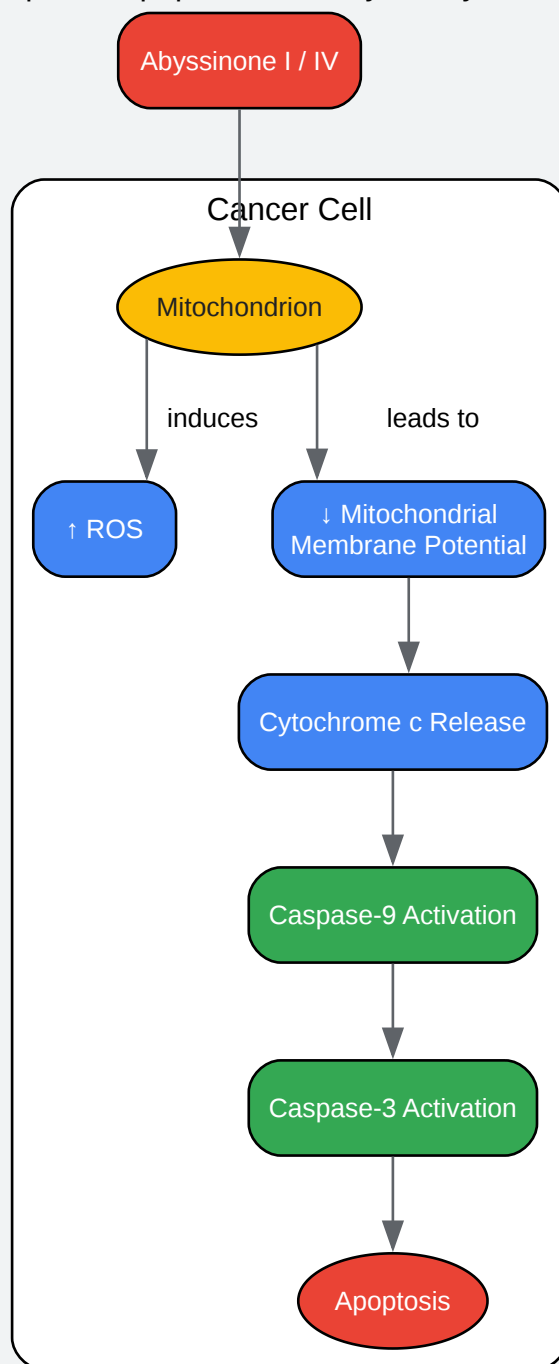 Abyssinone I / IV
Cancer Cell
Mitochondrion
induces
leads to
↑ ROS
↓ Mitochondrial
Membrane Potential
Cytochrome c Release
Caspase-9 Activation
Caspase-3 Activation
Apoptosis